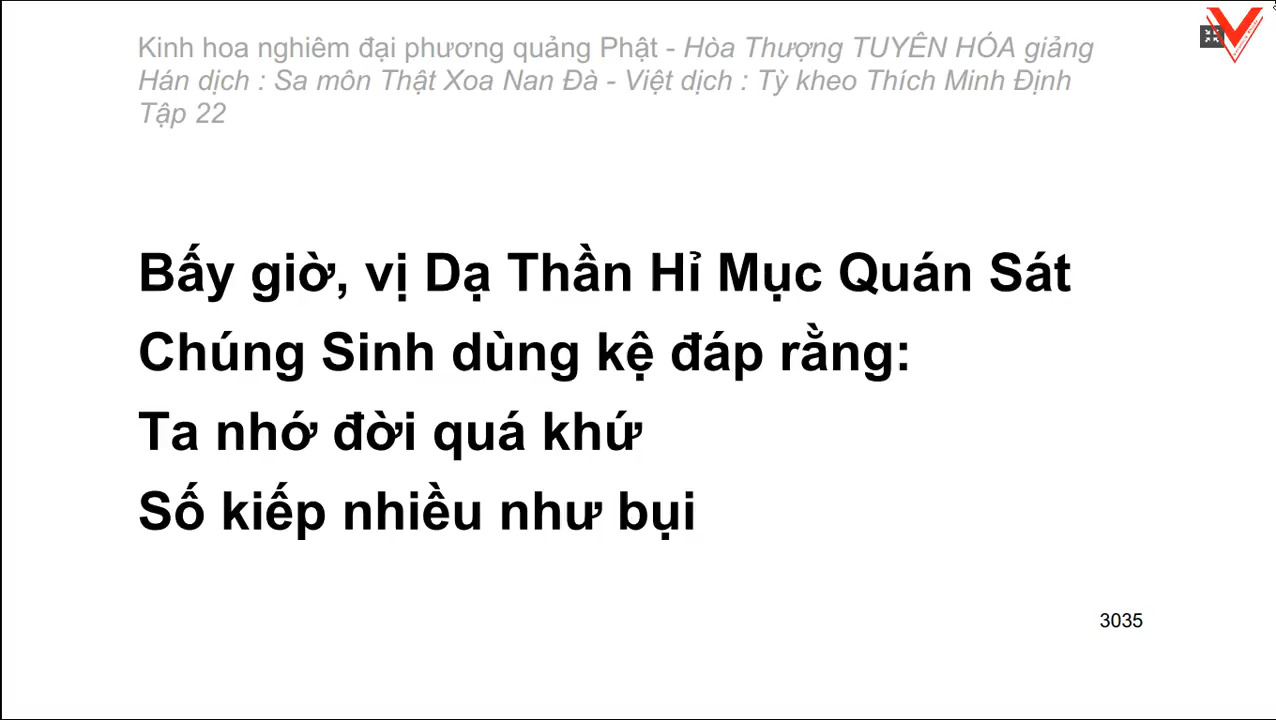 Kinh hoa nghiêm đại phương quảng Phật - Hòa Thượng TUYÊN HÓA giảng
Hán dịch : Sa môn Thật Xoa Nan Đà - Việt dịch : Tỳ kheo Thích Minh Định
Tập 22
Bấy giờ, vị Dạ Thần Hỉ Mục Quán Sát
Chúng Sinh dùng kệ đáp rằng:
Ta nhớ đời quá khứ
Số kiếp nhiều như bụi
3035